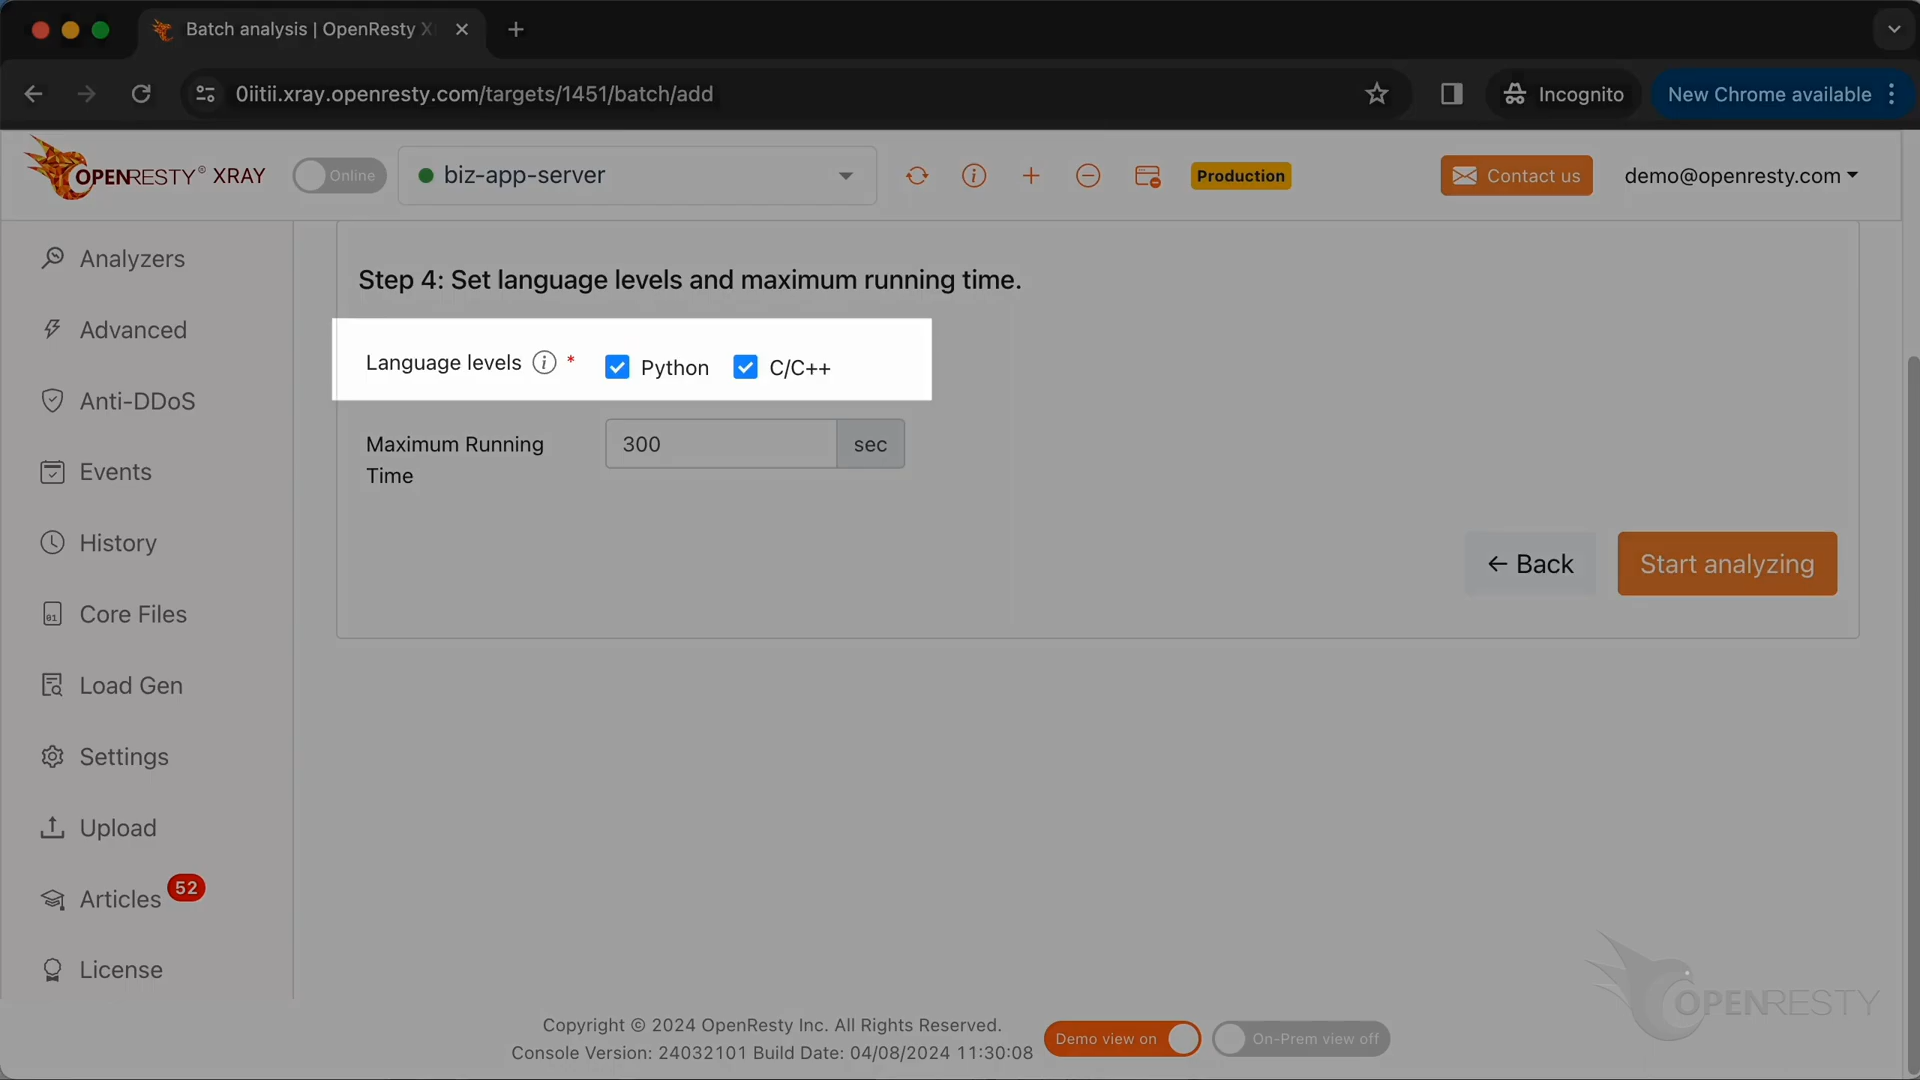 Batch analysis | OpenResty X
0iitii.xray.openresty.com/targets/1451/batch/add
Incognito
New Chrome available
OPENRESTY® XRAY
Online
biz-app-server
Production
Contact us
demo@openresty.com
Analyzers
Advanced
Anti-DDoS
Events
History
Core Files
Load Gen
Settings
Upload
Articles 52
License
Step 4: Set language levels and maximum running time.
Language levels * Python C/C++
Maximum Running
Time
300 sec
← Back
Start analyzing
OPENRESTY
Copyright © 2024 OpenResty Inc. All Rights Reserved.
Console Version: 24032101 Build Date: 04/08/2024 11:30:08
Demo view on
On-Prem view off